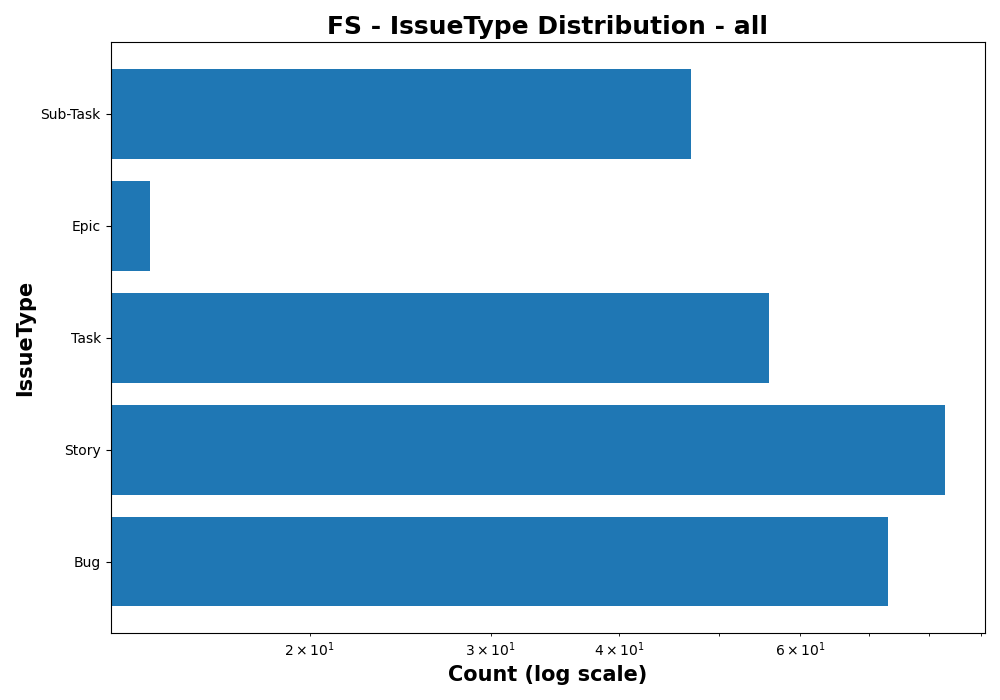 FS - IssueType Distribution - all
Sub-Task
Epic
Task
Story
Bug
IssueType
2 × 10¹ 3 × 10¹ 4 × 10¹ 6 × 10¹
Count (log scale)